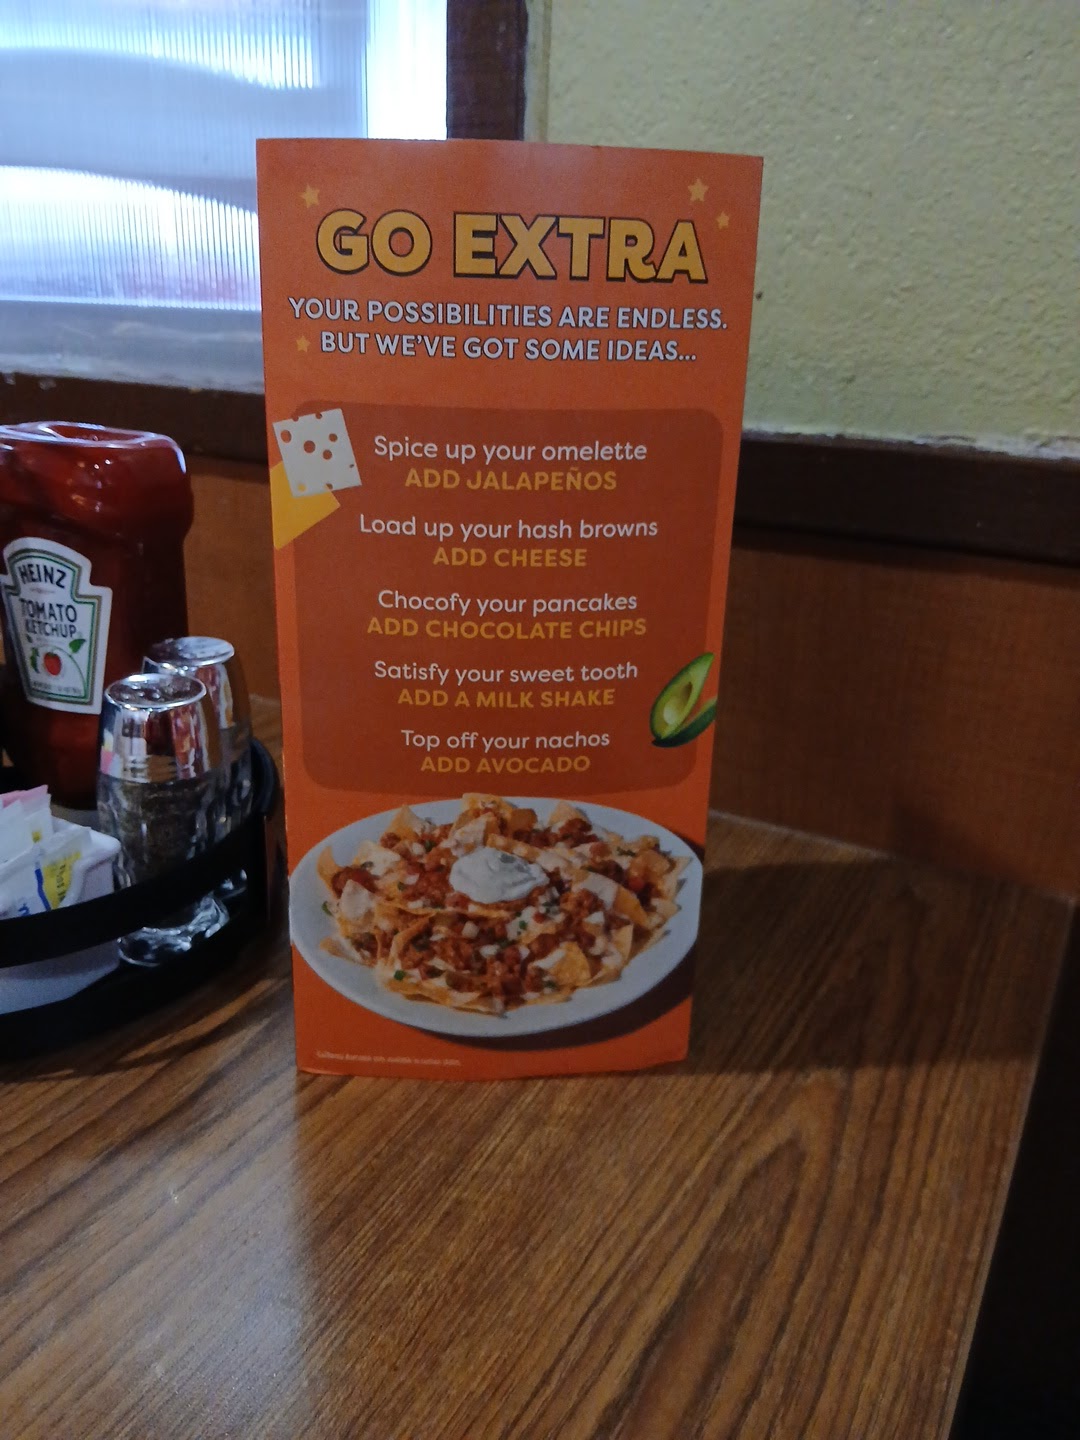 GO EXTRA
YOUR POSSIBILITIES ARE ENDLESS.
BUT WE'VE GOT SOME IDEAS...
Spice up your omelette
ADD JALAPEÑOS
Load up your hash browns
ADD CHEESE
Chocofy your pancakes
ADD CHOCOLATE CHIPS
Satisfy your sweet tooth
ADD A MILK SHAKE
Top off your nachos
ADD AVOCADO
HEINZ
TOMATO
KETCHUP